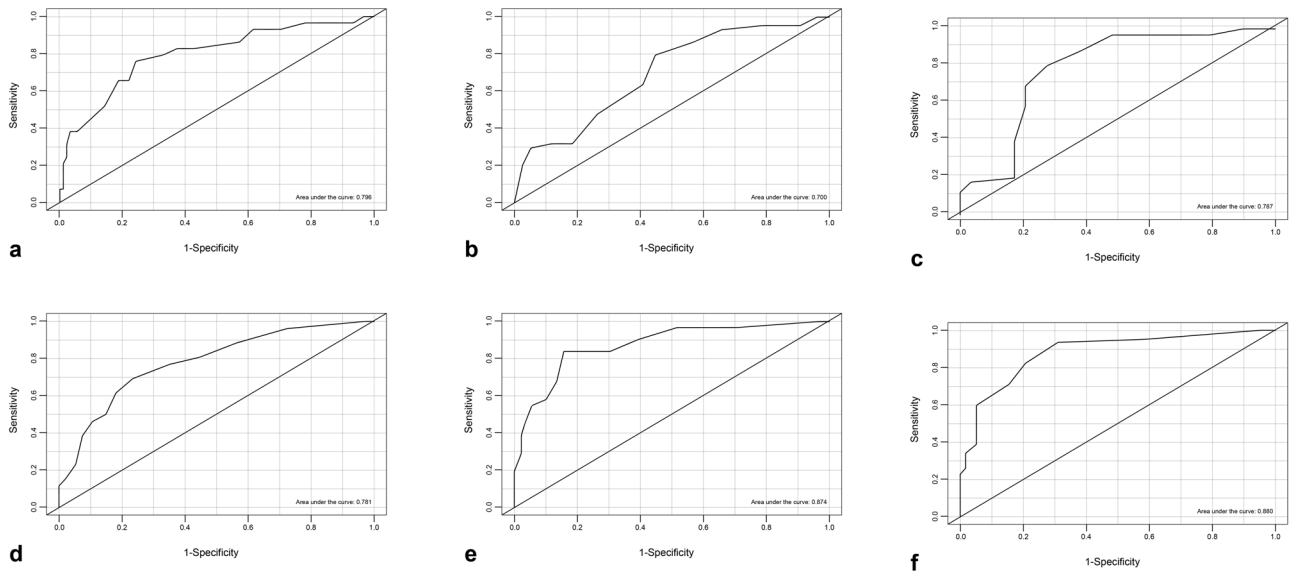 1.0
0.8
0.6
0.4
0.2
0.0
Sensitivity
Area under the curve: 0.796
0.0 0.2 0.4 0.6 0.8 1.0
1-Specificity
a
1.0
0.8
0.6
0.4
0.2
0.0
Sensitivity
Area under the curve: 0.700
0.0 0.2 0.4 0.6 0.8 1.0
1-Specificity
b
1.0
0.8
0.6
0.4
0.2
0.0
Sensitivity
Area under the curve: 0.787
0.0 0.2 0.4 0.6 0.8 1.0
1-Specificity
c
1.0
0.8
0.6
0.4
0.2
0.0
Sensitivity
Area under the curve: 0.781
0.0 0.2 0.4 0.6 0.8 1.0
1-Specificity
d
1.0
0.8
0.6
0.4
0.2
0.0
Sensitivity
Area under the curve: 0.874
0.0 0.2 0.4 0.6 0.8 1.0
1-Specificity
e
1.0
0.8
0.6
0.4
0.2
0.0
Sensitivity
Area under the curve: 0.880
0.0 0.2 0.4 0.6 0.8 1.0
1-Specificity
f